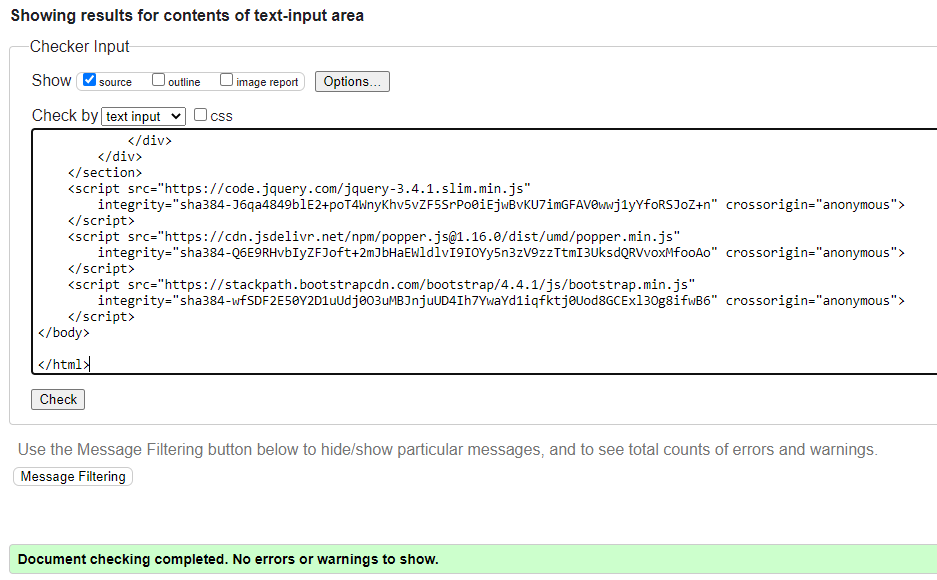 Showing results for contents of text-input area
Checker Input
Show source outline image report Options...
Check by text input css
</div>
</div>
</section>
<script src="https://code.jquery.com/jquery-3.4.1.slim.min.js"
integrity="sha384-J6qa4849blE2+poT4WnyKhv5vZF5SrPo0iEjwBvKU7imGFAV0wwj1yYfoRSJoZ+n" crossorigin="anonymous">
</script>
<script src="https://cdn.jsdelivr.net/npm/popper.js@1.16.0/dist/umd/popper.min.js"
integrity="sha384-Q6E9RHvbIyZFJoft+2mJbHaEWldlvI9IOYy5n3zV9zzTtmI3UksdQRVvoxMfooAo" crossorigin="anonymous">
</script>
<script src="https://stackpath.bootstrapcdn.com/bootstrap/4.4.1/js/bootstrap.min.js"
integrity="sha384-wfSDF2E50Y2D1uUdj0O3uMBJnjuUD4Ih7YwaYd1iqfktj0Uod8GCExl3Og8ifwB6" crossorigin="anonymous">
</script>
</body>
</html>
Check
Use the Message Filtering button below to hide/show particular messages, and to see total counts of errors and warnings.
Message Filtering
Document checking completed. No errors or warnings to show.